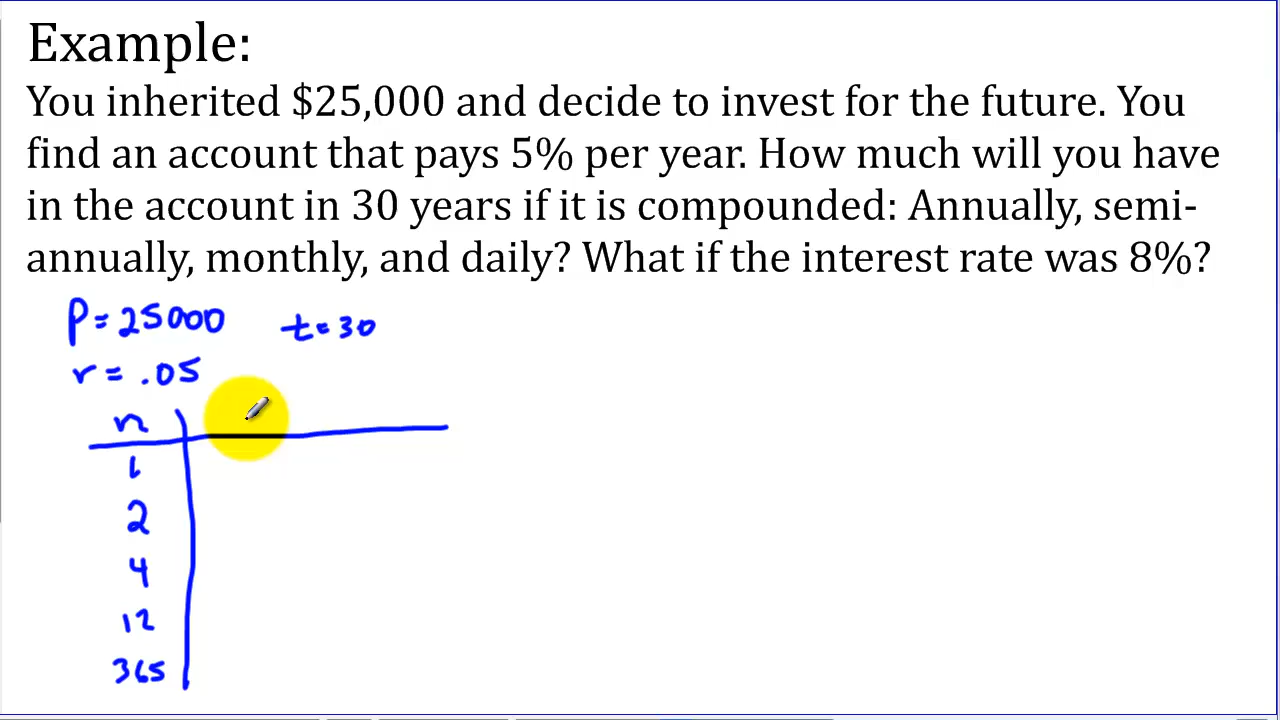 Example:
You inherited $25,000 and decide to invest for the future. You
find an account that pays 5% per year. How much will you have
in the account in 30 years if it is compounded: Annually, semi-
annually, monthly, and daily? What if the interest rate was 8%?
P = 25000 t = 30
r = .05
n
1
2
4
12
365